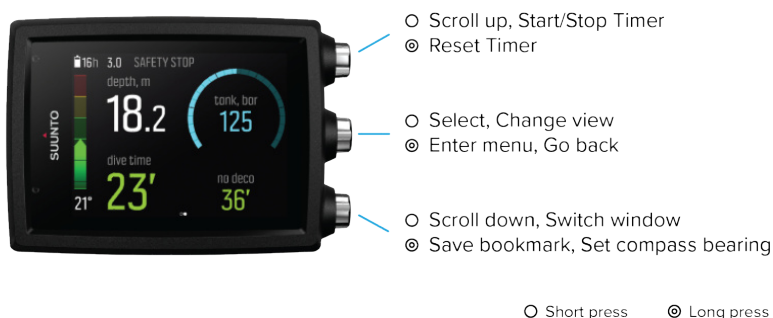 16h 3.0 SAFETY STOP
depth, m
18.2
tank, bar
125
SUUNTO
dive time
23'
no deco
36'
21°
Scroll up, Start/Stop Timer
Reset Timer
Select, Change view
Enter menu, Go back
Scroll down, Switch window
Save bookmark, Set compass bearing
Short press Long press